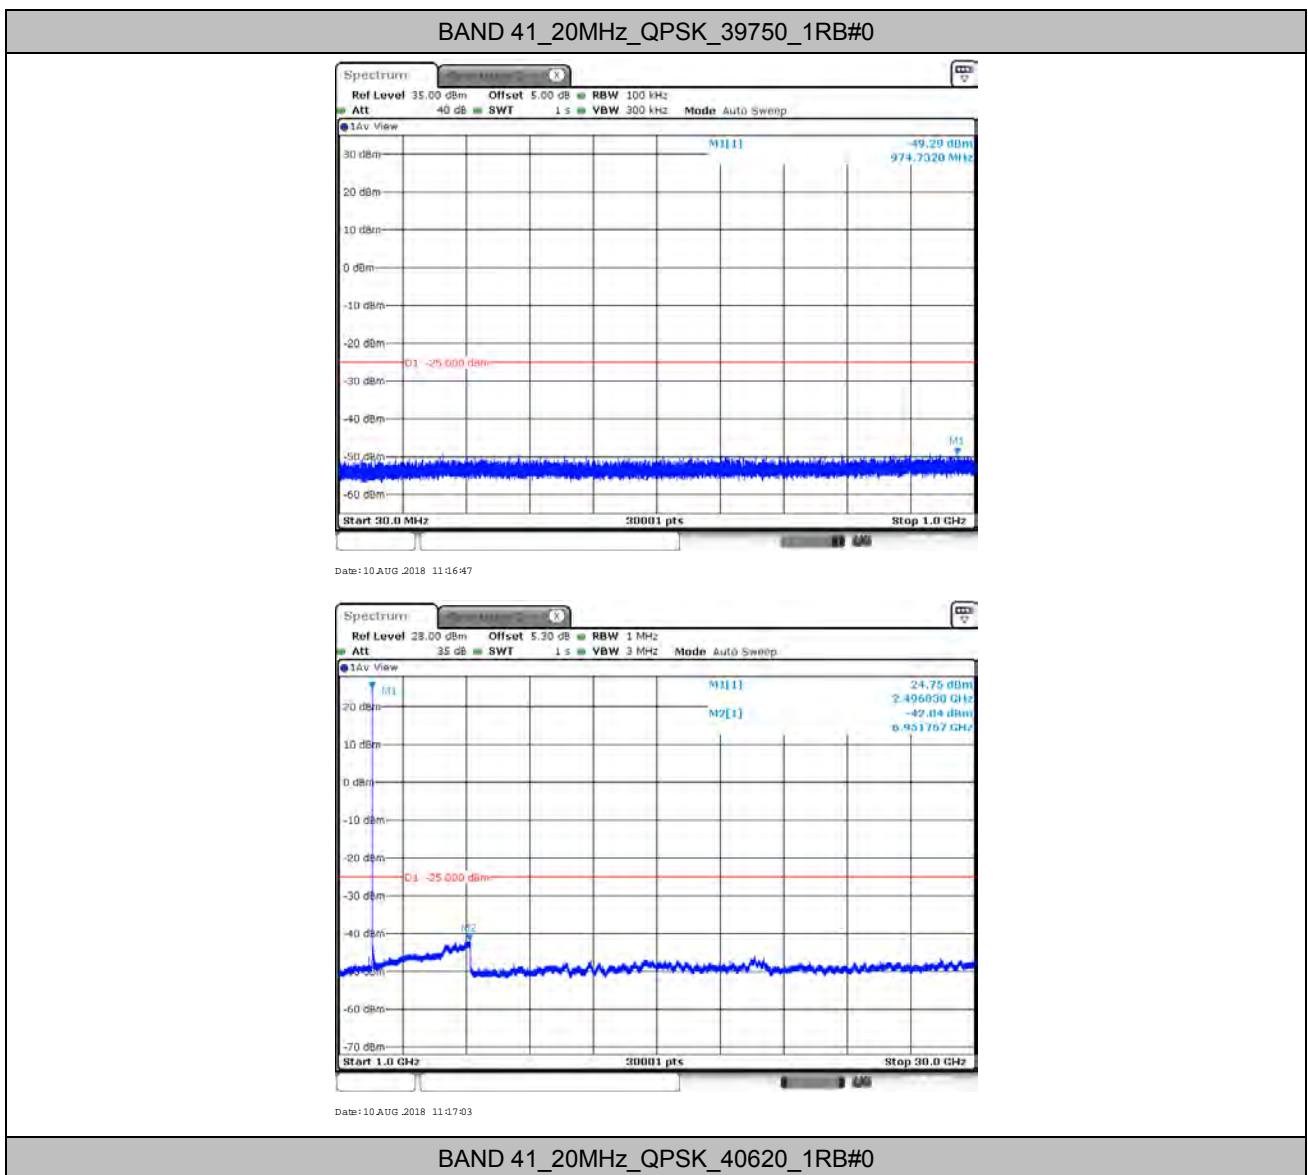 BAND 41_20MHz_QPSK_39750_1RB#0
Spectrum
Ref Level 35.00 dBm Offset 5.00 dB RBW 100 kHz
Att 40 dB SWT 1 s VBW 300 kHz Mode Auto Sweep
1Av View
M1[1] -49.29 dBm
974.7320 MHz
30 dBm
20 dBm
10 dBm
0 dBm
-10 dBm
-20 dBm
D1 -25.000 dBm
-30 dBm
-40 dBm
M1
-50 dBm
-60 dBm
Start 30.0 MHz 30001 pts Stop 1.0 GHz
Date: 10.AUG.2018 11:16:47
Spectrum
Ref Level 28.00 dBm Offset 5.30 dB RBW 1 MHz
Att 35 dB SWT 1 s VBW 3 MHz Mode Auto Sweep
1Av View
M1
M1[1] 24.75 dBm
2.496030 GHz
20 dBm
M2[1] -42.04 dBm
6.951767 GHz
10 dBm
0 dBm
-10 dBm
-20 dBm
D1 -25.000 dBm
-30 dBm
M2
-40 dBm
-60 dBm
-70 dBm
Start 1.0 GHz 30001 pts Stop 30.0 GHz
Date: 10.AUG.2018 11:17:03
BAND 41_20MHz_QPSK_40620_1RB#0